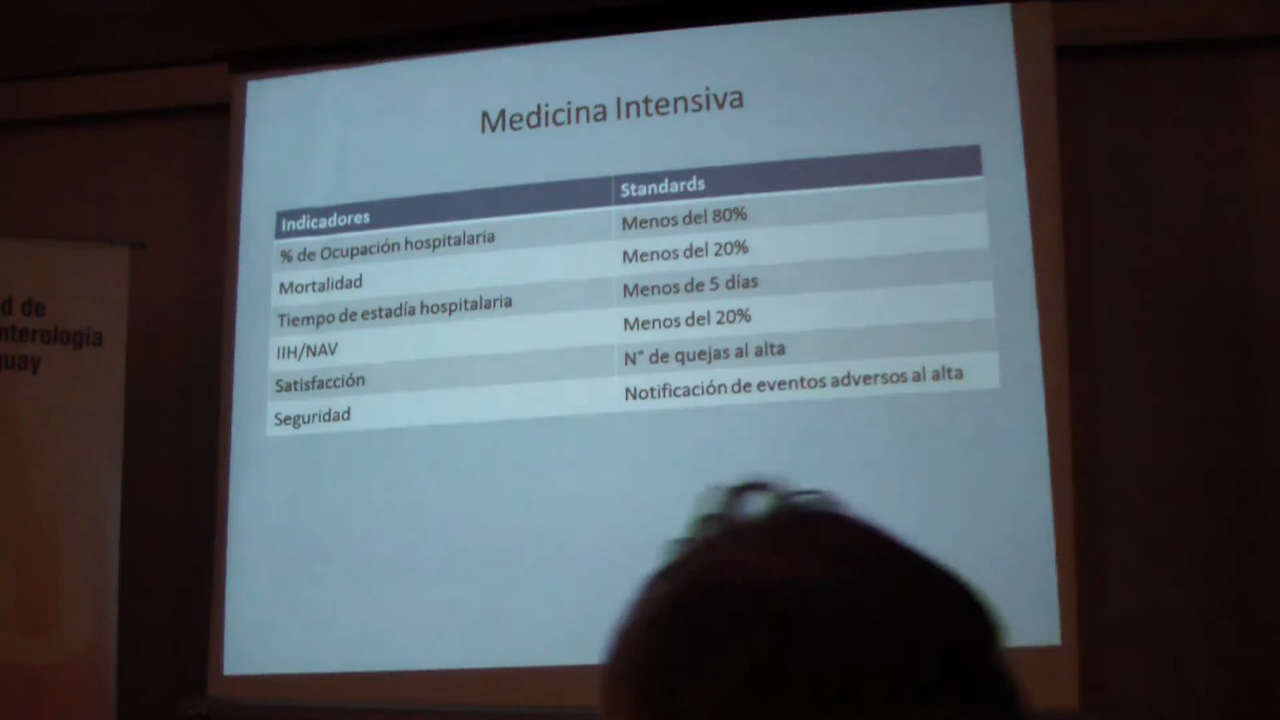 Medicina Intensiva
Indicadores Standards
% de Ocupación hospitalaria Menos del 80%
Mortalidad Menos del 20%
Tiempo de estadía hospitalaria Menos de 5 días
IIH/NAV Menos del 20%
Satisfacción N° de quejas al alta
Seguridad Notificación de eventos adversos al alta
d de
nterología
guay